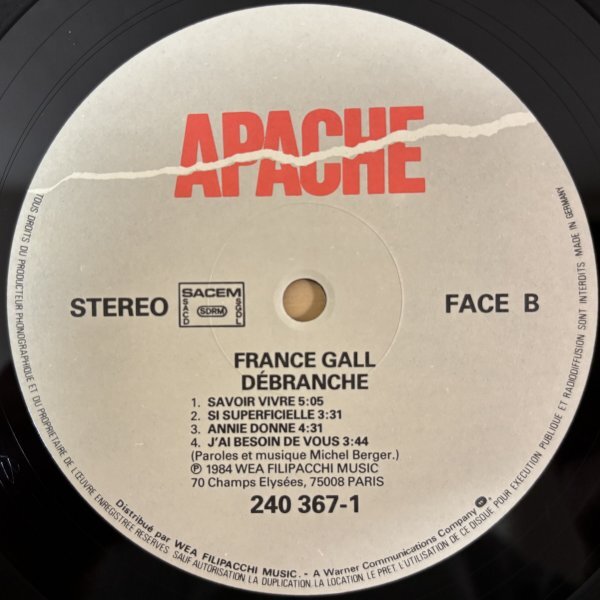 APACHE
STEREO
SACEM
SACD
SDRM
SGDL
FACE B
FRANCE GALL
DÉBRANCHE
1. SAVOIR VIVRE 5:05
2. SI SUPERFICIELLE 3:31
3. ANNIE DONNE 4:31
4. J'AI BESOIN DE VOUS 3:44
(Paroles et musique Michel Berger.)
℗ 1984 WEA FILIPACCHI MUSIC
70 Champs Elysées, 75008 PARIS
240 367-1
TOUS DROITS DU PRODUCTEUR PHONOGRAPHIQUE ET DU PROPRIETAIRE DE L'ŒUVRE ENREGISTREE RESERVES. SAUF AUTORISATION LA DUPLICATION. LA LOCATION. LE PRET. L'UTILISATION DE CE DISQUE POUR EXECUTION PUBLIQUE ET RADIODIFFUSION SONT INTERDITS MADE IN GERMANY
Distribué par WEA FILIPACCHI MUSIC. - A Warner Communications Company